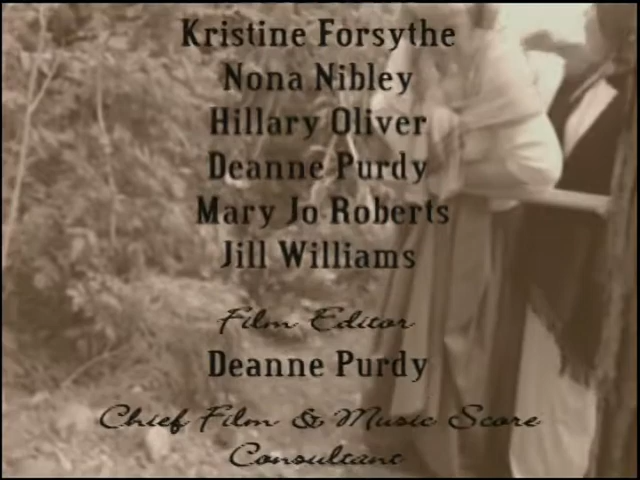 Kristine Forsythe
Nona Nibley
Hillary Oliver
Deanne Purdy
Mary Jo Roberts
Jill Williams
Film Editor
Deanne Purdy
Chief Film & Music Score
Consultant